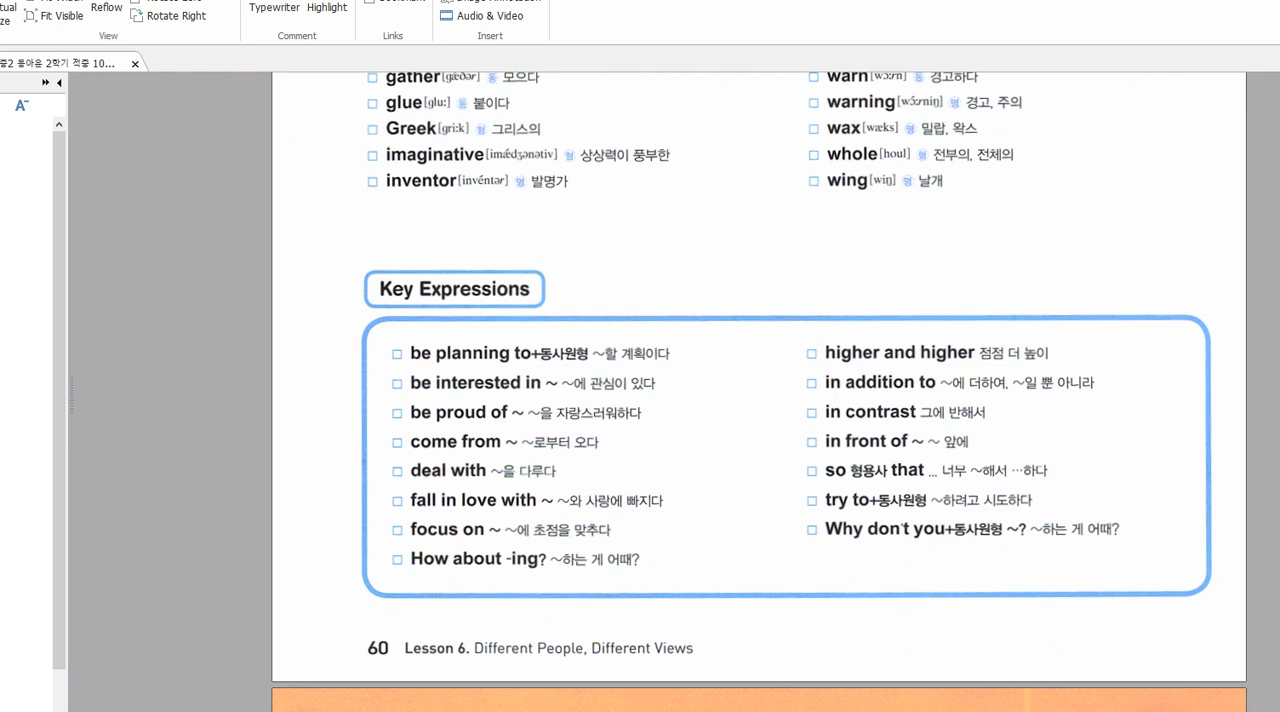 Fit Visible
Reflow
Rotate Right
Typewriter Highlight
Audio & Video
View
Comment
Links
Insert
중2 동아윤 2학기 적중 10...
gather[gǽðər] 동 모으다
glue[glu:] 동 붙이다
Greek[gri:k] 형 그리스의
imaginative[imǽdʒənətiv] 형 상상력이 풍부한
inventor[invéntər] 명 발명가
warn[wɔ:rn] 동 경고하다
warning[wɔ́:rniŋ] 명 경고, 주의
wax[wæks] 명 밀랍, 왁스
whole[houl] 형 전부의, 전체의
wing[wiŋ] 명 날개
Key Expressions
be planning to+동사원형 ~할 계획이다
be interested in ~ ~에 관심이 있다
be proud of ~ ~을 자랑스러워하다
come from ~ ~로부터 오다
deal with ~을 다루다
fall in love with ~ ~와 사랑에 빠지다
focus on ~ ~에 초점을 맞추다
How about -ing? ~하는 게 어때?
higher and higher 점점 더 높이
in addition to ~에 더하여, ~일 뿐 아니라
in contrast 그에 반해서
in front of ~ ~ 앞에
so 형용사 that ... 너무 ~해서 …하다
try to+동사원형 ~하려고 시도하다
Why don't you+동사원형 ~? ~하는 게 어때?
60 Lesson 6. Different People, Different Views